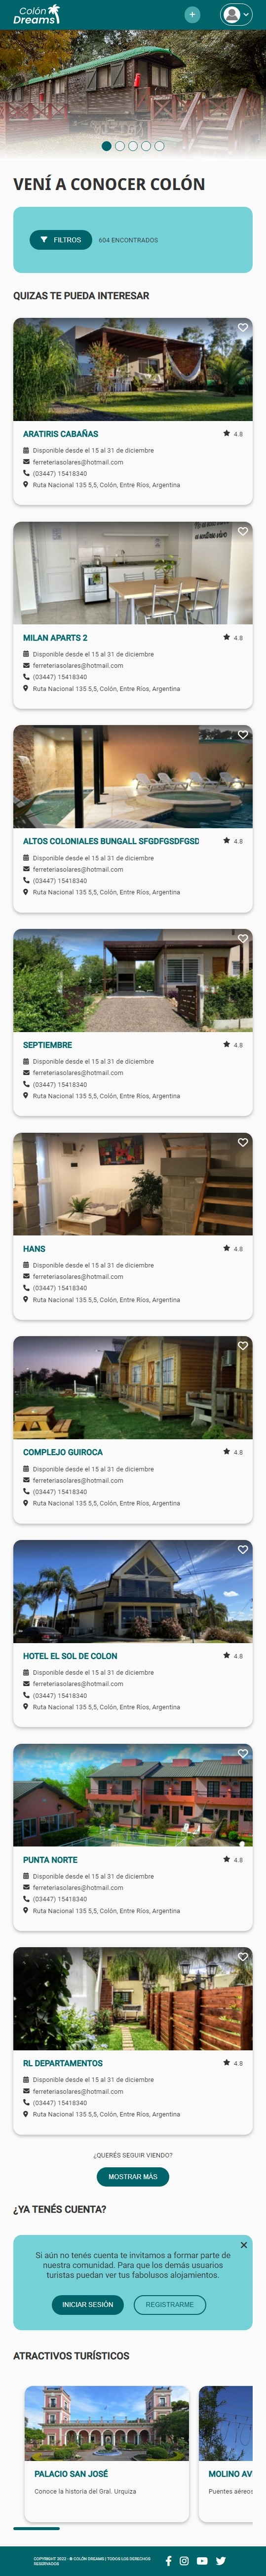 Colón
Dreams
VENÍ A CONOCER COLÓN
FILTROS
604 ENCONTRADOS
QUIZAS TE PUEDA INTERESAR
ARATIRIS CABAÑAS
4.8
Disponible desde el 15 al 31 de diciembre
ferreteriasolares@hotmail.com
(03447) 15418340
Ruta Nacional 135 5,5, Colón, Entre Ríos, Argentina
MILAN APARTS 2
4.8
Disponible desde el 15 al 31 de diciembre
ferreteriasolares@hotmail.com
(03447) 15418340
Ruta Nacional 135 5,5, Colón, Entre Ríos, Argentina
ALTOS COLONIALES BUNGALL SFGDFGSDFGSD
4.8
Disponible desde el 15 al 31 de diciembre
ferreteriasolares@hotmail.com
(03447) 15418340
Ruta Nacional 135 5,5, Colón, Entre Ríos, Argentina
SEPTIEMBRE
4.8
Disponible desde el 15 al 31 de diciembre
ferreteriasolares@hotmail.com
(03447) 15418340
Ruta Nacional 135 5,5, Colón, Entre Ríos, Argentina
HANS
4.8
Disponible desde el 15 al 31 de diciembre
ferreteriasolares@hotmail.com
(03447) 15418340
Ruta Nacional 135 5,5, Colón, Entre Ríos, Argentina
COMPLEJO GUIROCA
4.8
Disponible desde el 15 al 31 de diciembre
ferreteriasolares@hotmail.com
(03447) 15418340
Ruta Nacional 135 5,5, Colón, Entre Ríos, Argentina
HOTEL EL SOL DE COLON
4.8
Disponible desde el 15 al 31 de diciembre
ferreteriasolares@hotmail.com
(03447) 15418340
Ruta Nacional 135 5,5, Colón, Entre Ríos, Argentina
PUNTA NORTE
4.8
Disponible desde el 15 al 31 de diciembre
ferreteriasolares@hotmail.com
(03447) 15418340
Ruta Nacional 135 5,5, Colón, Entre Ríos, Argentina
RL DEPARTAMENTOS
4.8
Disponible desde el 15 al 31 de diciembre
ferreteriasolares@hotmail.com
(03447) 15418340
Ruta Nacional 135 5,5, Colón, Entre Ríos, Argentina
¿QUERÉS SEGUIR VIENDO?
MOSTRAR MÁS
¿YA TENÉS CUENTA?
Si aún no tenés cuenta te invitamos a formar parte de
nuestra comunidad. Para que los demás usuarios
turistas puedan ver tus fabolusos alojamientos.
INICIAR SESIÓN
REGISTRARME
ATRACTIVOS TURÍSTICOS
PALACIO SAN JOSÉ
Conoce la historia del Gral. Urquiza
MOLINO AV
Puentes aéreos
COPYRIGHT 2022 - © COLÓN DREAMS | TODOS LOS DERECHOS
RESERVADOS